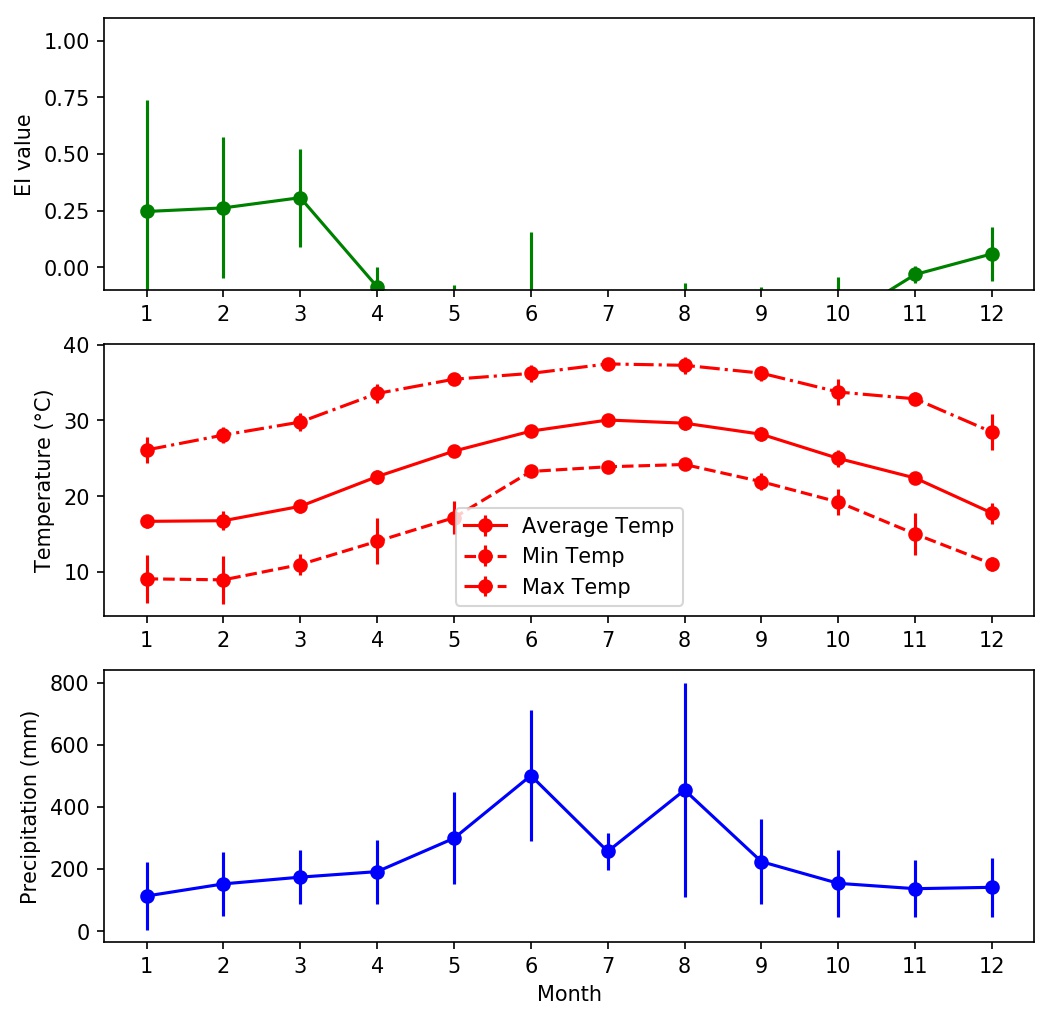 1.00
0.75
0.50
0.25
0.00
EI value
1 2 3 4 5 6 7 8 9 10 11 12
40
30
20
10
Temperature (°C)
Average Temp
Min Temp
Max Temp
1 2 3 4 5 6 7 8 9 10 11 12
800
600
400
200
0
Precipitation (mm)
1 2 3 4 5 6 7 8 9 10 11 12
Month